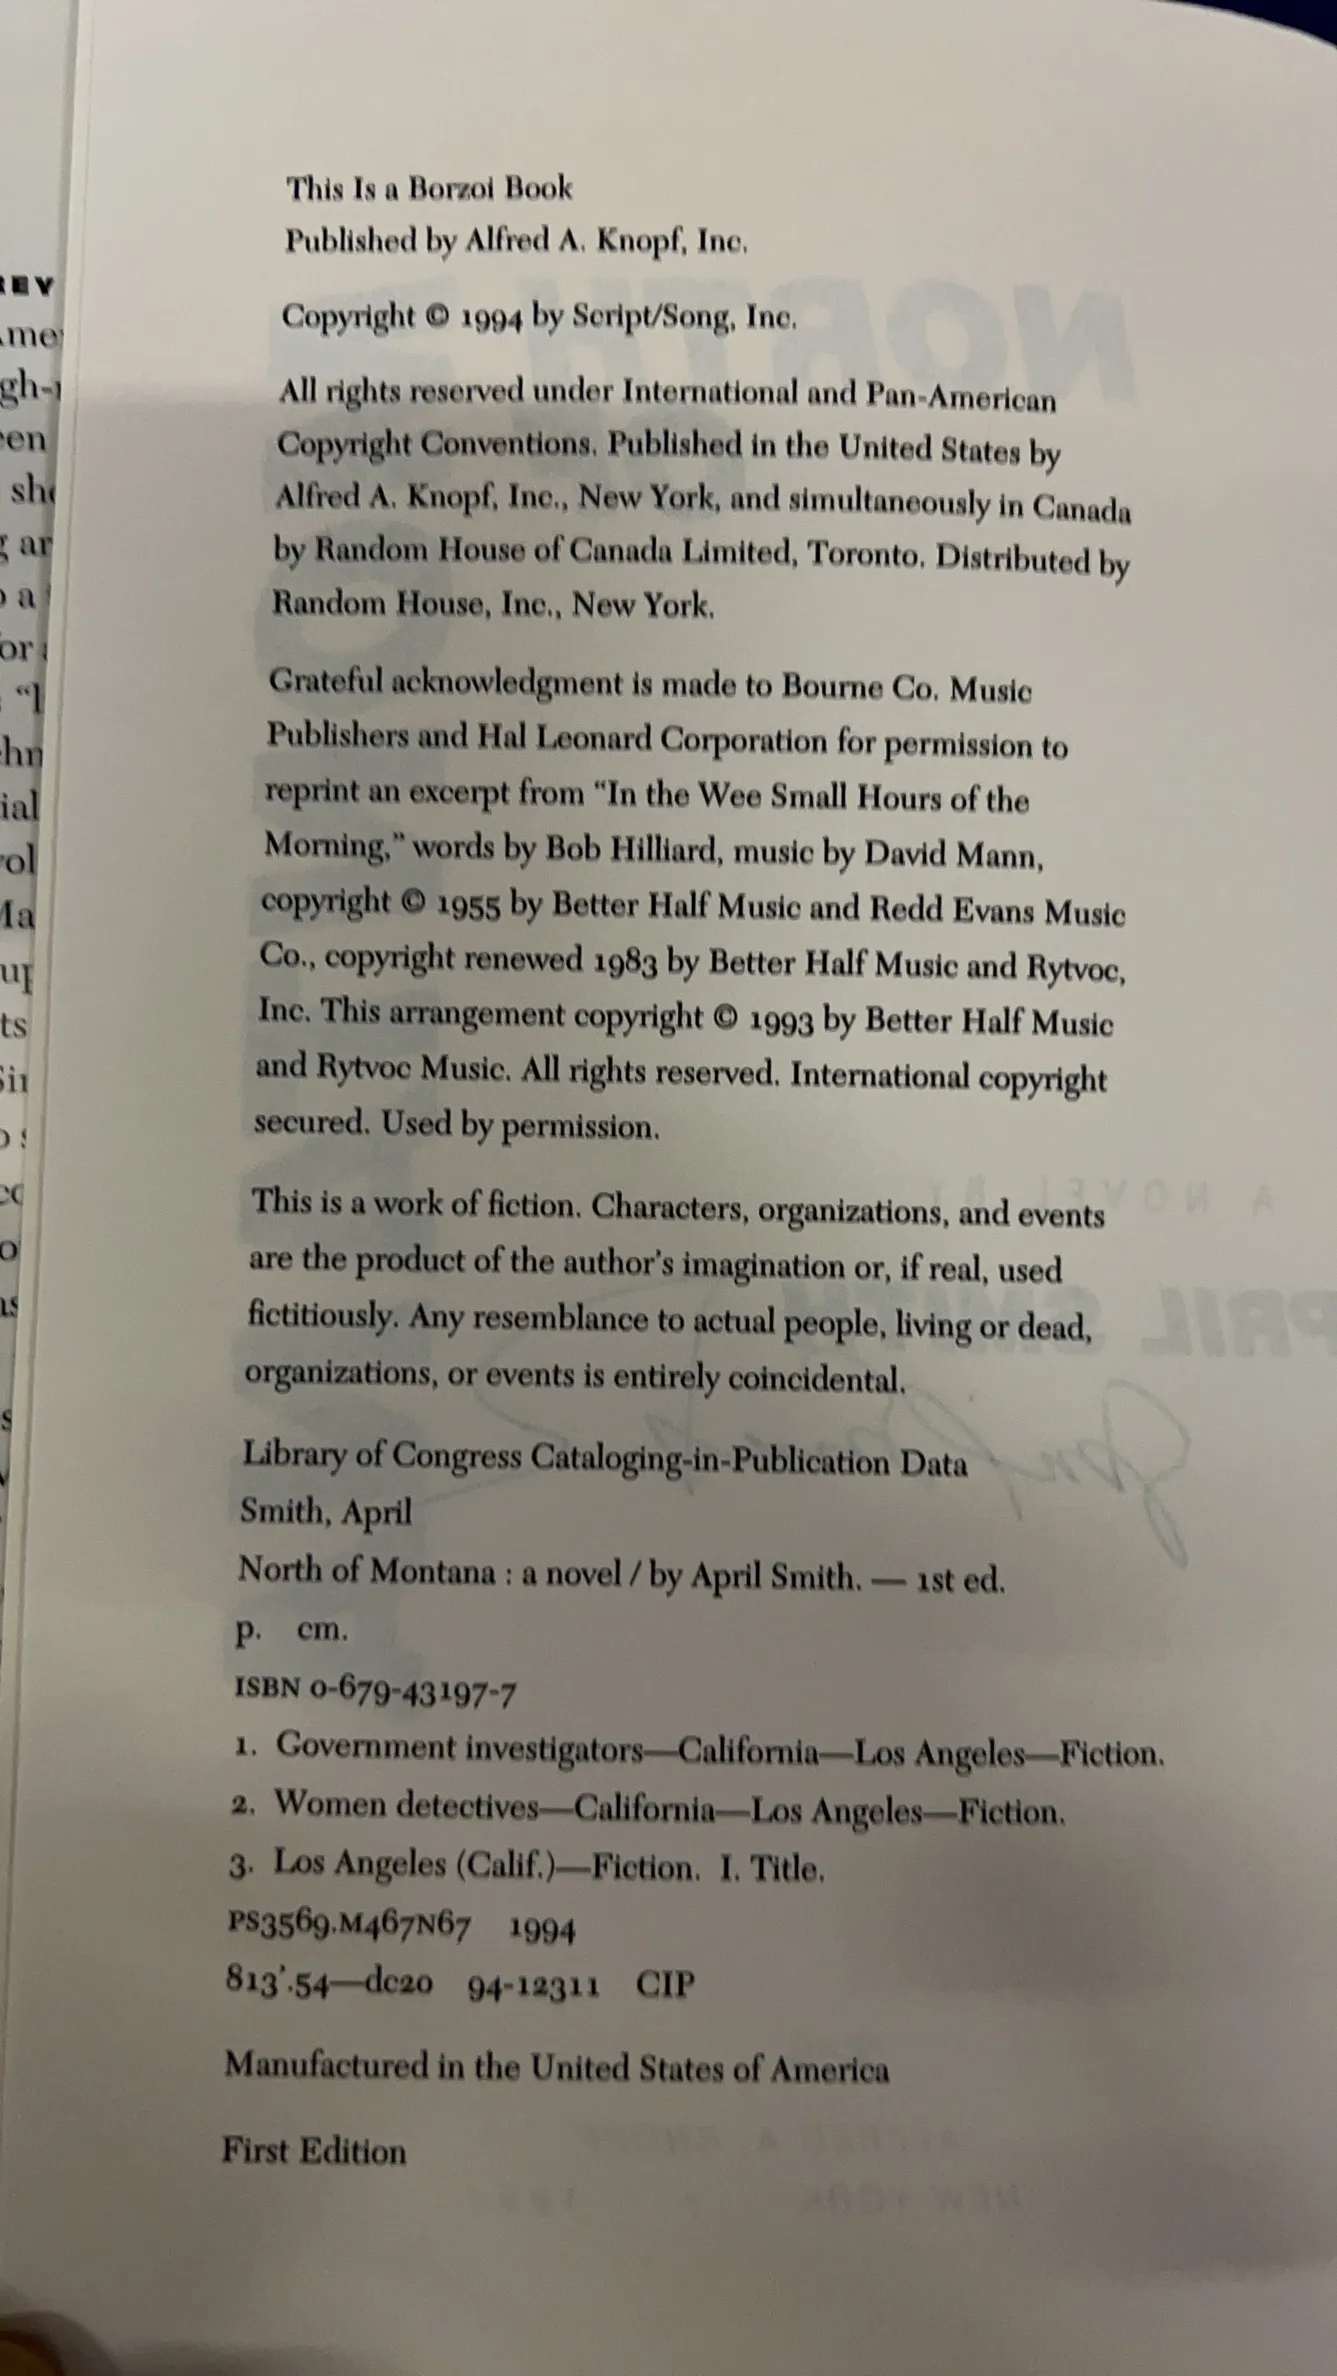 This Is a Borzoi Book
Published by Alfred A. Knopf, Inc.
Copyright © 1994 by Script/Song, Inc.
All rights reserved under International and Pan-American
Copyright Conventions. Published in the United States by
Alfred A. Knopf, Inc., New York, and simultaneously in Canada
by Random House of Canada Limited, Toronto. Distributed by
Random House, Inc., New York.
Grateful acknowledgment is made to Bourne Co. Music
Publishers and Hal Leonard Corporation for permission to
reprint an excerpt from “In the Wee Small Hours of the
Morning,” words by Bob Hilliard, music by David Mann,
copyright © 1955 by Better Half Music and Redd Evans Music
Co., copyright renewed 1983 by Better Half Music and Rytvoc,
Inc. This arrangement copyright © 1993 by Better Half Music
and Rytvoc Music. All rights reserved. International copyright
secured. Used by permission.
This is a work of fiction. Characters, organizations, and events
are the product of the author's imagination or, if real, used
fictitiously. Any resemblance to actual people, living or dead,
organizations, or events is entirely coincidental.
Library of Congress Cataloging-in-Publication Data
Smith, April
North of Montana : a novel / by April Smith. — 1st ed.
p. cm.
ISBN 0-679-43197-7
1. Government investigators—California—Los Angeles—Fiction.
2. Women detectives—California—Los Angeles—Fiction.
3. Los Angeles (Calif.)—Fiction. I. Title.
PS3569.M467N67 1994
813'.54—dc20 94-12311 CIP
Manufactured in the United States of America
First Edition